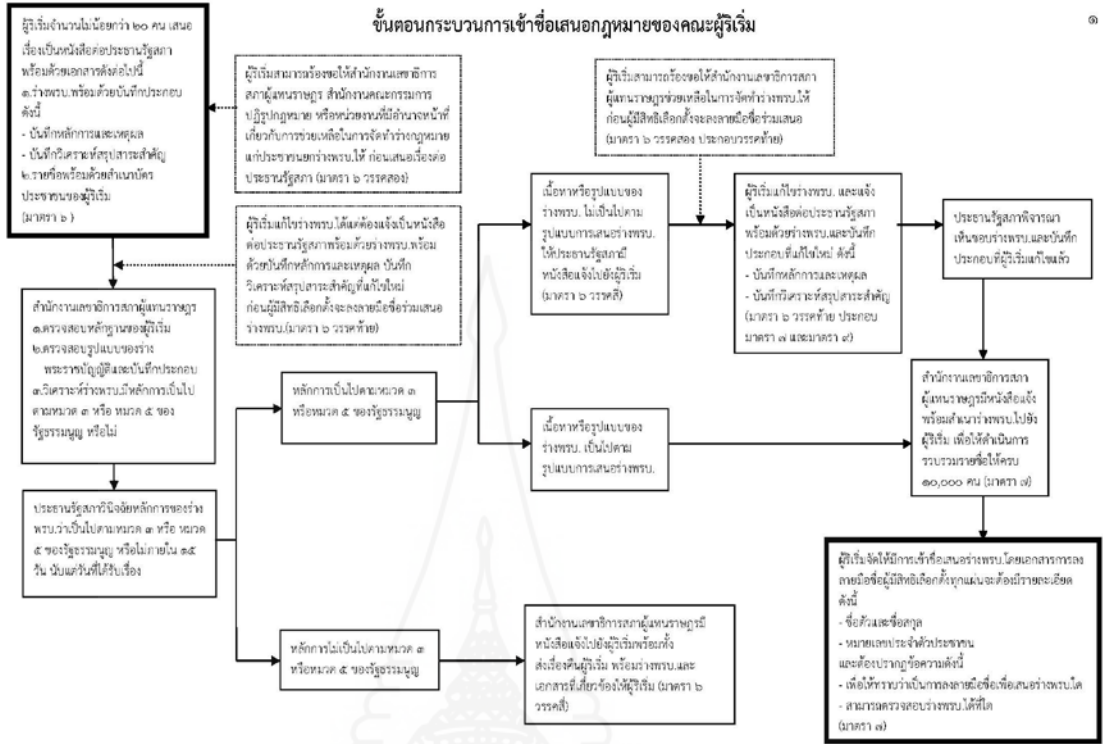 ขั้นตอนกระบวนการเข้าชื่อเสนอกฎหมายของคณะผู้ริเริ่ม
๑
ผู้ริเริ่มจำนวนไม่น้อยกว่า ๒๐ คน เสนอ
เรื่องเป็นหนังสือต่อประธานรัฐสภา
พร้อมด้วยเอกสารดังต่อไปนี้
๑.ร่างพรบ.พร้อมด้วยบันทึกประกอบ
ดังนี้
- บันทึกหลักการและเหตุผล
- บันทึกวิเคราะห์สรุปสาระสำคัญ
๒.รายชื่อพร้อมด้วยสำเนาบัตร
ประชาชนของผู้ริเริ่ม
(มาตรา ๖ )
ผู้ริเริ่มสามารถร้องขอให้สำนักงานเลขาธิการ
สภาผู้แทนราษฎร สำนักงานคณะกรรมการ
ปฏิรูปกฎหมาย หรือหน่วยงานที่มีอำนาจหน้าที่
เกี่ยวกับการช่วยเหลือในการจัดทำร่างกฎหมาย
แก่ประชาชนยกร่างพรบ.ให้ ก่อนเสนอเรื่องต่อ
ประธานรัฐสภา (มาตรา ๖ วรรคสอง)
ผู้ริเริ่มสามารถร้องขอให้สำนักงานเลขาธิการสภา
ผู้แทนราษฎรช่วยเหลือในการจัดทำร่างพรบ.ให้
ก่อนผู้มีสิทธิเลือกตั้งจะลงลายมือชื่อร่วมเสนอ
(มาตรา ๖ วรรคสอง ประกอบวรรคท้าย)
ผู้ริเริ่มแก้ไขร่างพรบ.ได้แต่ต้องแจ้งเป็นหนังสือ
ต่อประธานรัฐสภาพร้อมด้วยร่างพรบ.พร้อม
ด้วยบันทึกหลักการและเหตุผล บันทึก
วิเคราะห์สรุปสาระสำคัญที่แก้ไขใหม่
ก่อนผู้มีสิทธิเลือกตั้งจะลงลายมือชื่อร่วมเสนอ
ร่างพรบ.(มาตรา ๖ วรรคท้าย)
เนื้อหาหรือรูปแบบของ
ร่างพรบ. ไม่เป็นไปตาม
รูปแบบการเสนอร่างพรบ.
ให้ประธานรัฐสภามี
หนังสือแจ้งไปยังผู้ริเริ่ม
(มาตรา ๖ วรรคสี่)
ผู้ริเริ่มแก้ไขร่างพรบ. และแจ้ง
เป็นหนังสือต่อประธานรัฐสภา
พร้อมด้วยร่างพรบ.และบันทึก
ประกอบที่แก้ไขใหม่ ดังนี้
- บันทึกหลักการและเหตุผล
- บันทึกวิเคราะห์สรุปสาระสำคัญ
(มาตรา ๖ วรรคท้าย ประกอบ
มาตรา ๗ และมาตรา ๙)
ประธานรัฐสภาพิจารณา
เห็นชอบร่างพรบ.และบันทึก
ประกอบที่ผู้ริเริ่มแก้ไขแล้ว
สำนักงานเลขาธิการสภาผู้แทนราษฎร
๑.ตรวจสอบหลักฐานของผู้ริเริ่ม
๒.ตรวจสอบรูปแบบของร่าง
พระราชบัญญัติและบันทึกประกอบ
๓.วิเคราะห์ร่างพรบ.มีหลักการเป็นไป
ตามหมวด ๓ หรือ หมวด ๕ ของ
รัฐธรรมนูญ หรือไม่
หลักการเป็นไปตามหมวด ๓
หรือหมวด ๕ ของรัฐธรรมนูญ
เนื้อหาหรือรูปแบบของ
ร่างพรบ. เป็นไปตาม
รูปแบบการเสนอร่างพรบ.
สำนักงานเลขาธิการสภา
ผู้แทนราษฎรมีหนังสือแจ้ง
พร้อมสำเนาร่างพรบ.ไปยัง
ผู้ริเริ่ม เพื่อให้ดำเนินการ
รวบรวมรายชื่อให้ครบ
๑๐,๐๐๐ คน (มาตรา ๗)
ประธานรัฐสภาวินิจฉัยหลักการของร่าง
พรบ.ว่าเป็นไปตามหมวด ๓ หรือ หมวด
๕ ของรัฐธรรมนูญ หรือไม่ภายใน ๑๕
วัน นับแต่วันที่ได้รับเรื่อง
หลักการไม่เป็นไปตามหมวด ๓
หรือหมวด ๕ ของรัฐธรรมนูญ
สำนักงานเลขาธิการสภาผู้แทนราษฎรมี
หนังสือแจ้งไปยังผู้ริเริ่มพร้อมทั้ง
ส่งเรื่องคืนผู้ริเริ่ม พร้อมร่างพรบ.และ
เอกสารที่เกี่ยวข้องให้ผู้ริเริ่ม (มาตรา ๖
วรรคสี่)
ผู้ริเริ่มจัดให้มีการเข้าชื่อเสนอร่างพรบ.โดยเอกสารการลง
ลายมือชื่อผู้มีสิทธิเลือกตั้งทุกแผ่นจะต้องมีรายละเอียด
ดังนี้
- ชื่อตัวและชื่อสกุล
- หมายเลขประจำตัวประชาชน
และต้องปรากฏข้อความดังนี้
- เพื่อให้ทราบว่าเป็นการลงลายมือชื่อเพื่อเสนอร่างพรบ.ใด
- สามารถตรวจสอบร่างพรบ.ได้ที่ใด
(มาตรา ๗)